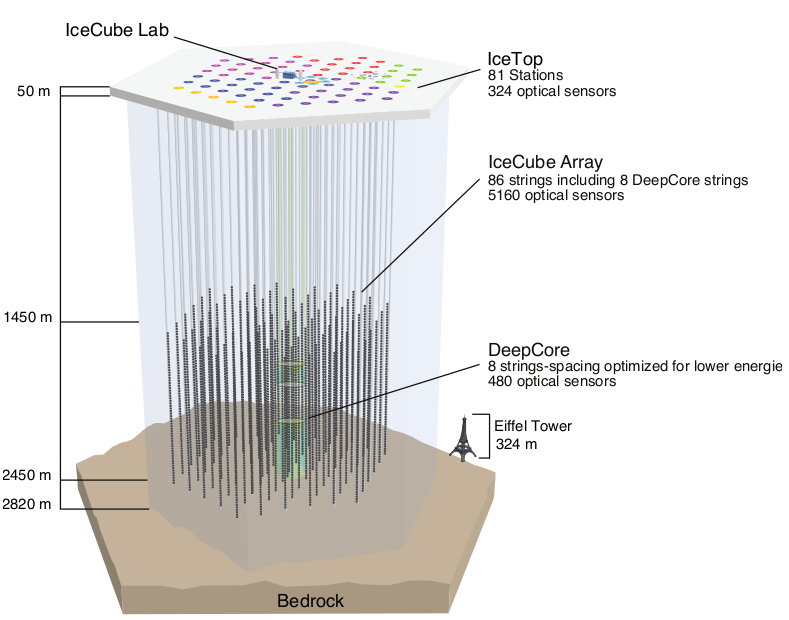 IceCube Lab
IceTop
81 Stations
324 optical sensors
50 m
IceCube Array
86 strings including 8 DeepCore strings
5160 optical sensors
1450 m
DeepCore
8 strings-spacing optimized for lower energie
480 optical sensors
Eiffel Tower
324 m
2450 m
2820 m
Bedrock